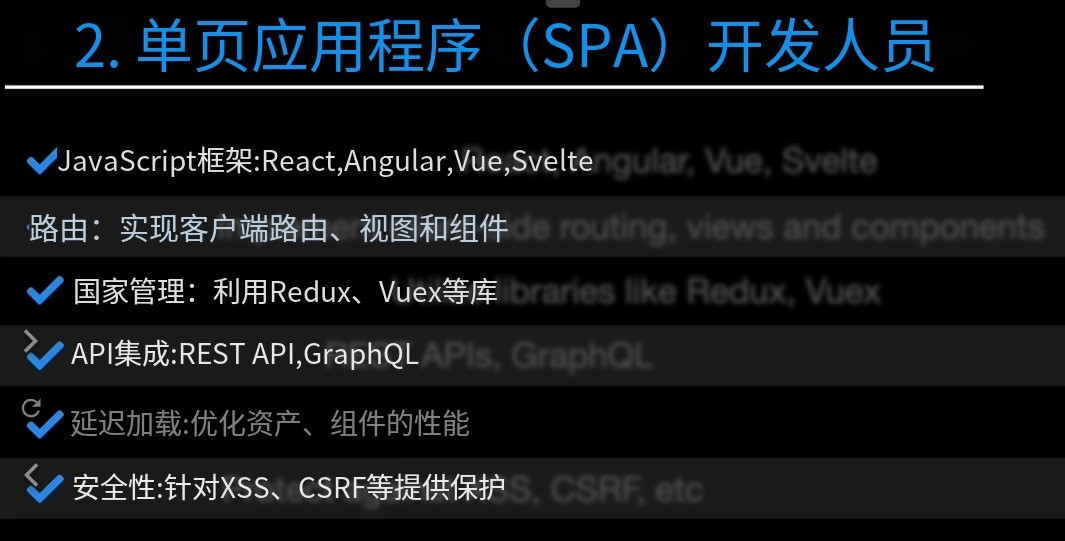 2. 单页应用程序（SPA）开发人员
JavaScript框架:React,Angular,Vue,Svelte
路由：实现客户端路由、视图和组件
国家管理：利用Redux、Vuex等库
API集成:REST API,GraphQL
延迟加载:优化资产、组件的性能
安全性:针对XSS、CSRF等提供保护